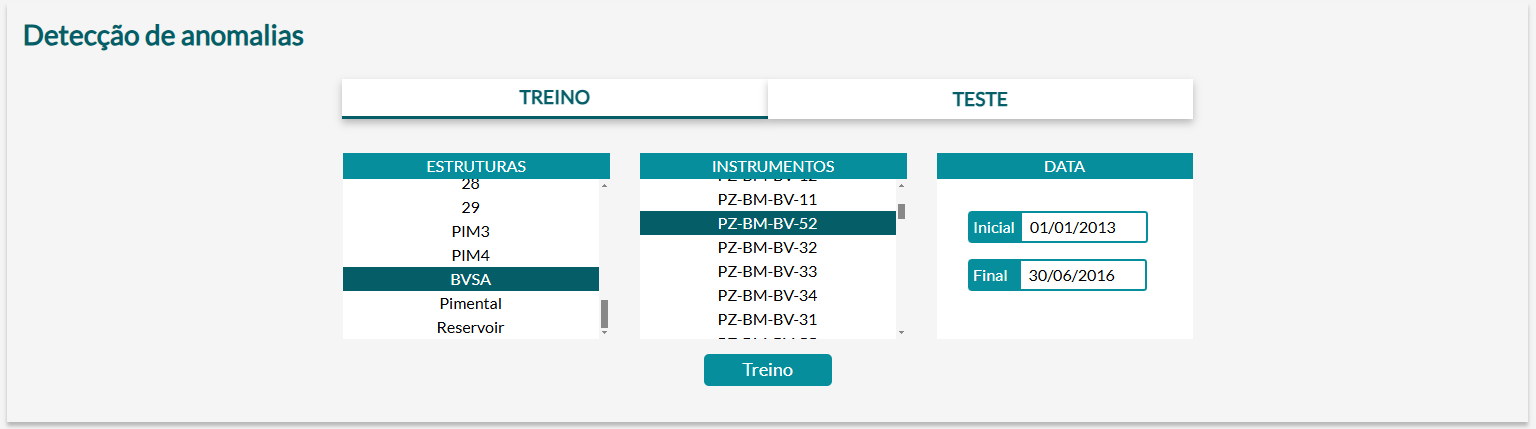 Detecção de anomalias
TREINO
TESTE
ESTRUTURAS
28
29
PIM3
PIM4
BVSA
Pimental
Reservoir
INSTRUMENTOS
PZ-BM-BV-11
PZ-BM-BV-52
PZ-BM-BV-32
PZ-BM-BV-33
PZ-BM-BV-34
PZ-BM-BV-31
DATA
Inicial 01/01/2013
Final 30/06/2016
Treino